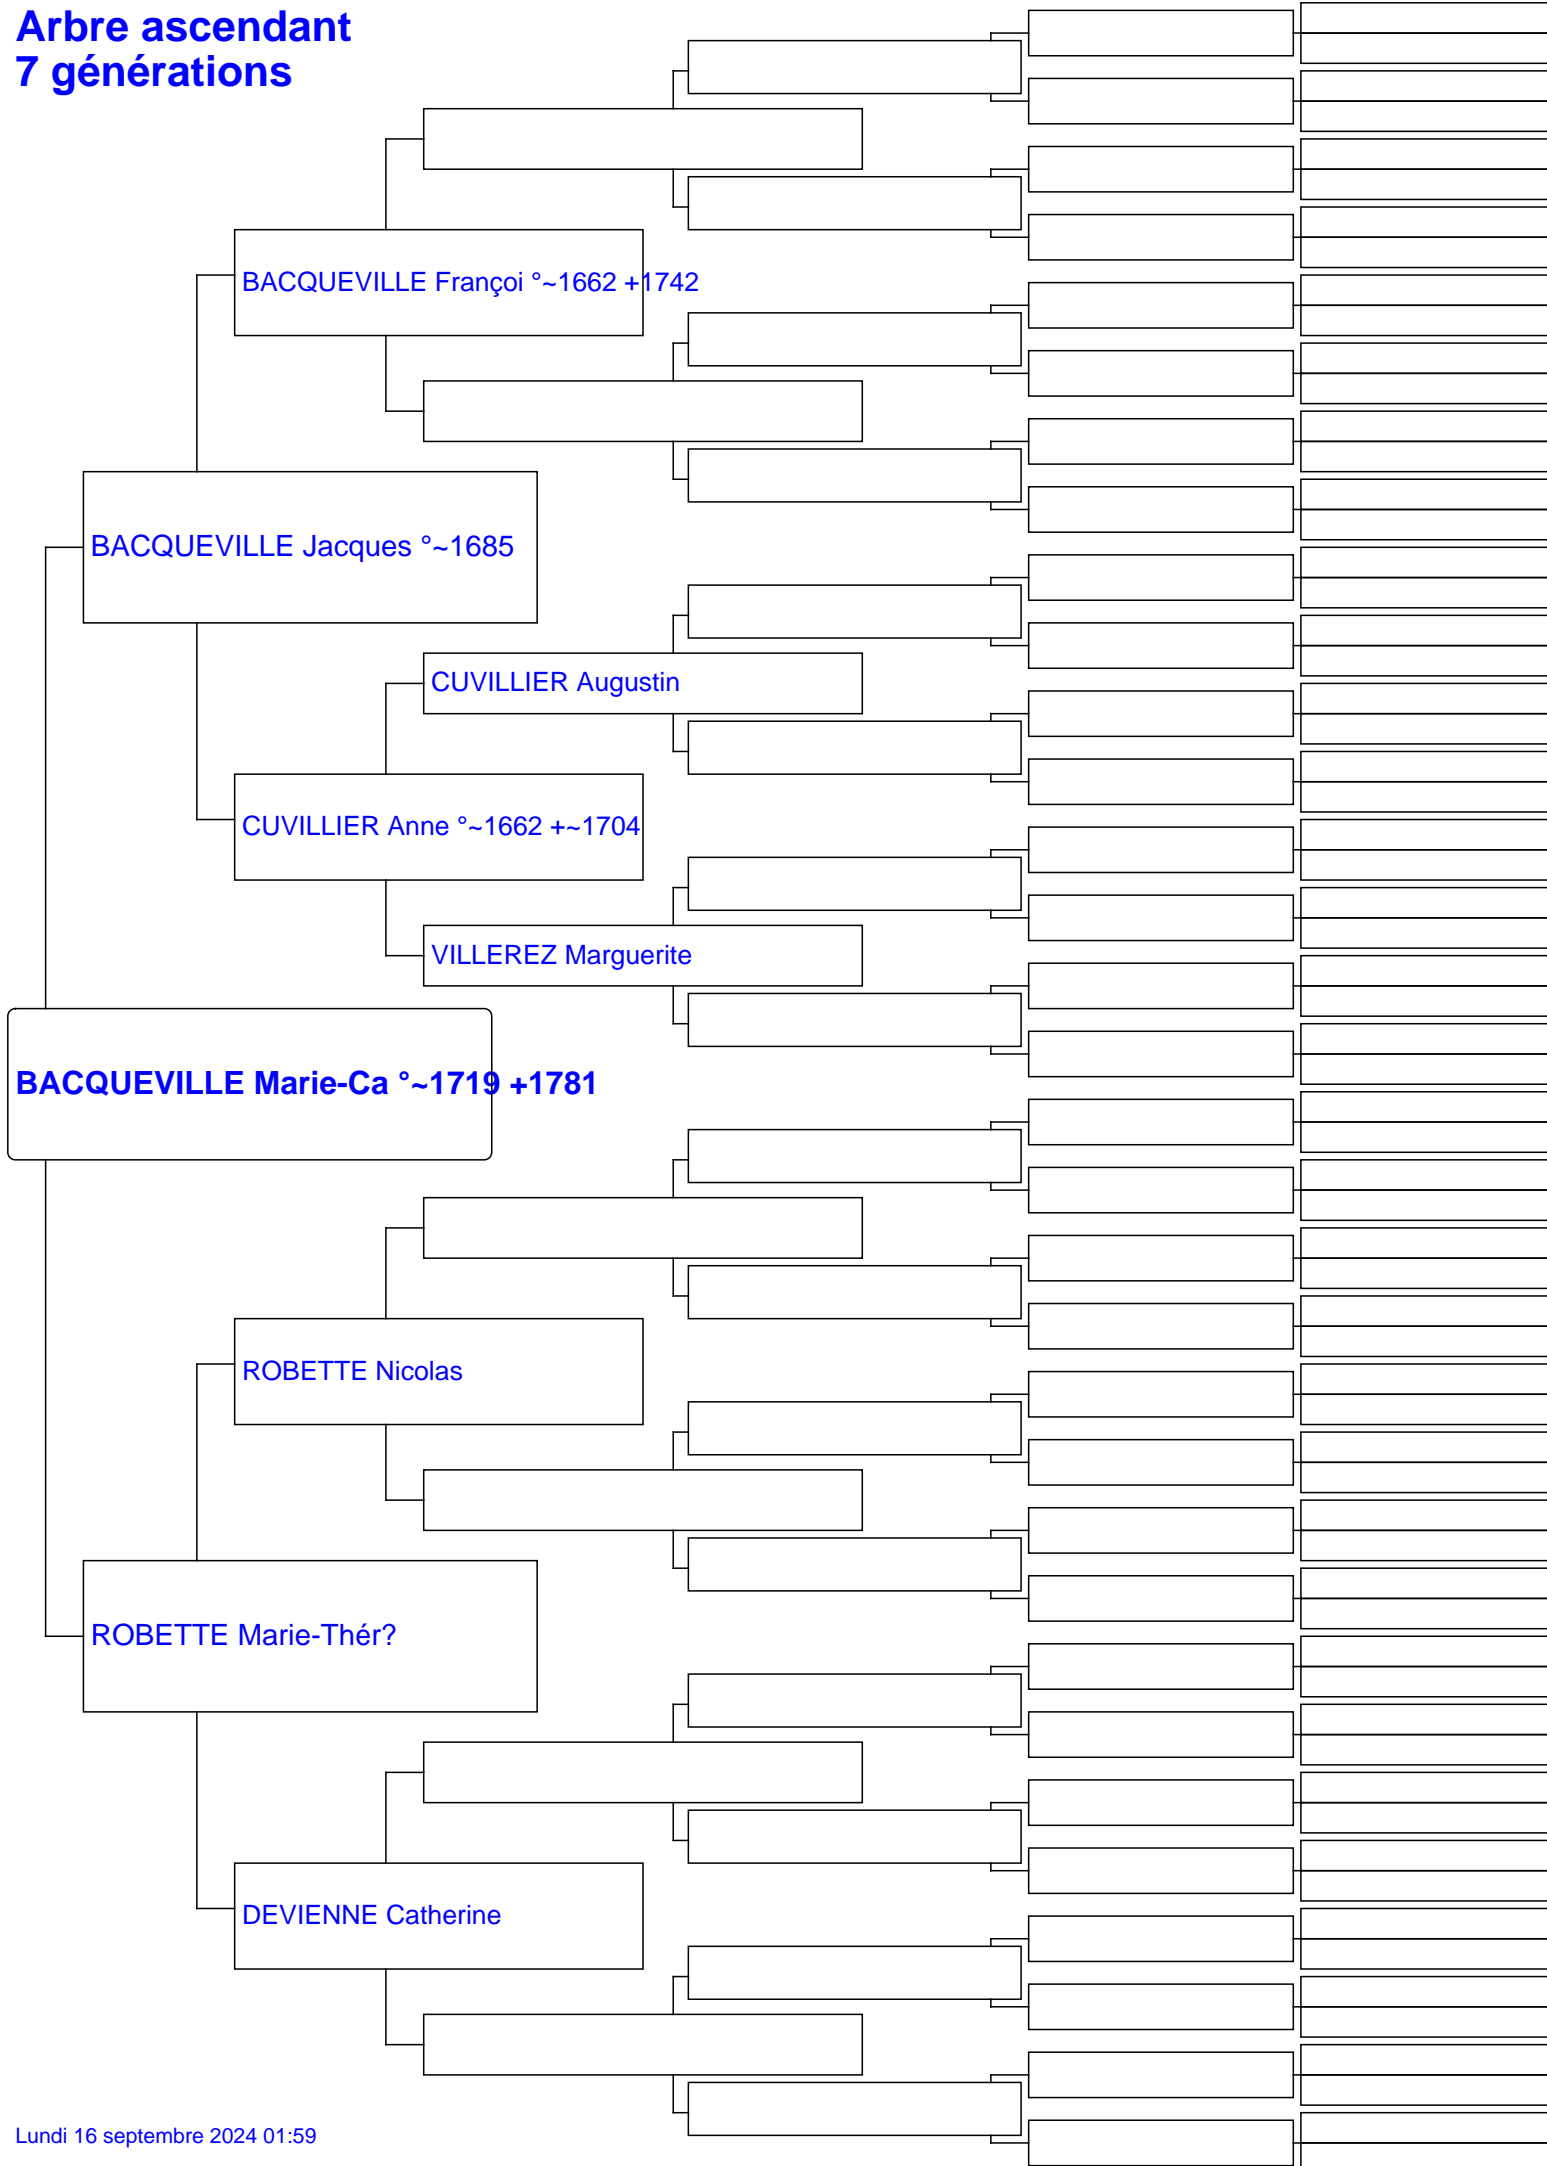 Arbre ascendant
7 générations
BACQUEVILLE Françoi °~1662 +1742
BACQUEVILLE Jacques °~1685
CUVILLIER Augustin
CUVILLIER Anne °~1662 +~1704
VILLEREZ Marguerite
BACQUEVILLE Marie-Ca °~1719 +1781
ROBETTE Nicolas
ROBETTE Marie-Thér?
DEVIENNE Catherine
Lundi 16 septembre 2024 01:59